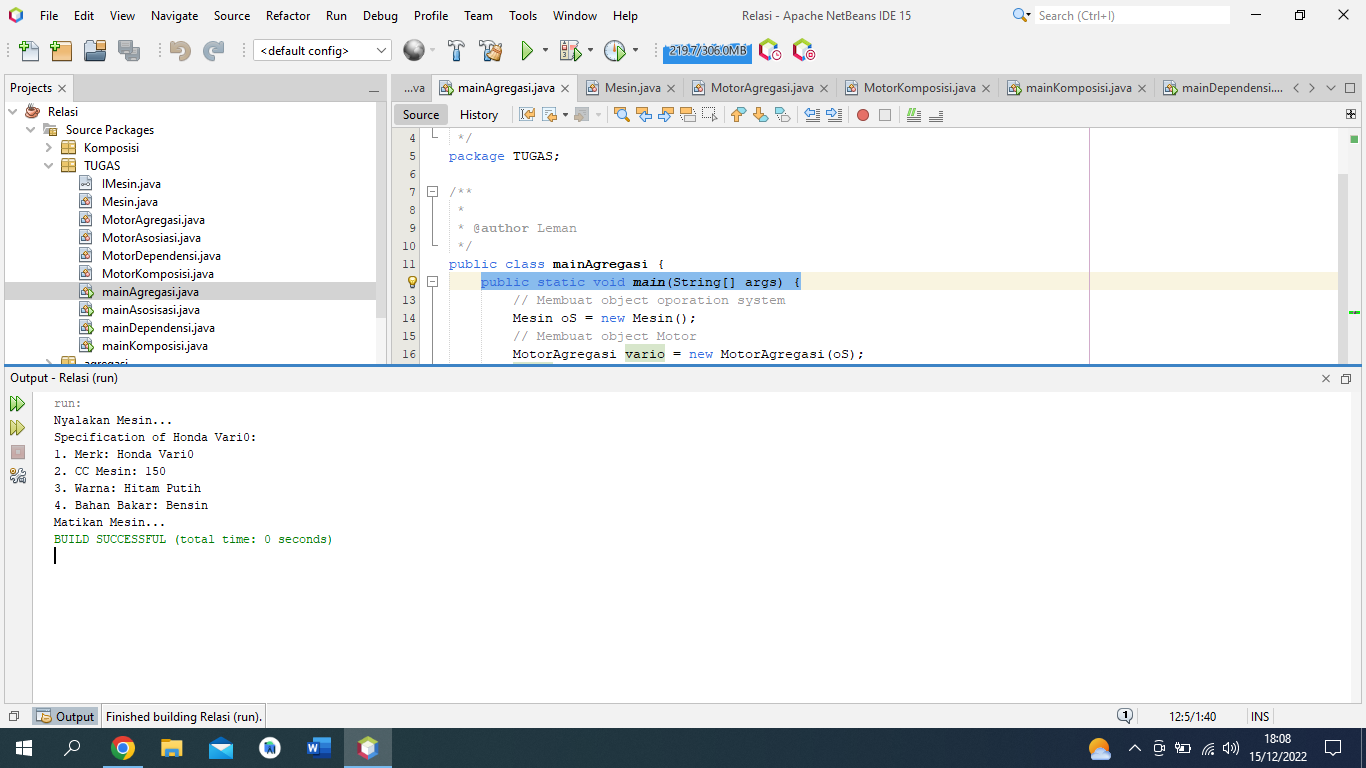 File Edit View Navigate Source Refactor Run Debug Profile Team Tools Window Help
Relasi - Apache NetBeans IDE 15
Search (Ctrl+I)
<default config>
219.7/306.0MB
Projects
Relasi
Source Packages
Komposisi
TUGAS
IMesin.java
Mesin.java
MotorAgregasi.java
MotorAsosiasi.java
MotorDependensi.java
MotorKomposisi.java
mainAgregasi.java
mainAsosisasi.java
mainDependensi.java
mainKomposisi.java
agregasi
...va mainAgregasi.java Mesin.java MotorAgregasi.java MotorKomposisi.java mainKomposisi.java mainDependensi....
Source History
4 */
5 package TUGAS;
6
7 /**
8 *
9 * @author Leman
10 */
11 public class mainAgregasi {
public static void main(String[] args) {
13 // Membuat object oporation system
14 Mesin oS = new Mesin();
15 // Membuat object Motor
16 MotorAgregasi vario = new MotorAgregasi(oS);
Output - Relasi (run)
run:
Nyalakan Mesin...
Specification of Honda Vari0:
1. Merk: Honda Vari0
2. CC Mesin: 150
3. Warna: Hitam Putih
4. Bahan Bakar: Bensin
Matikan Mesin...
BUILD SUCCESSFUL (total time: 0 seconds)
Output
Finished building Relasi (run).
1
12:5/1:40
INS
18:08
15/12/2022